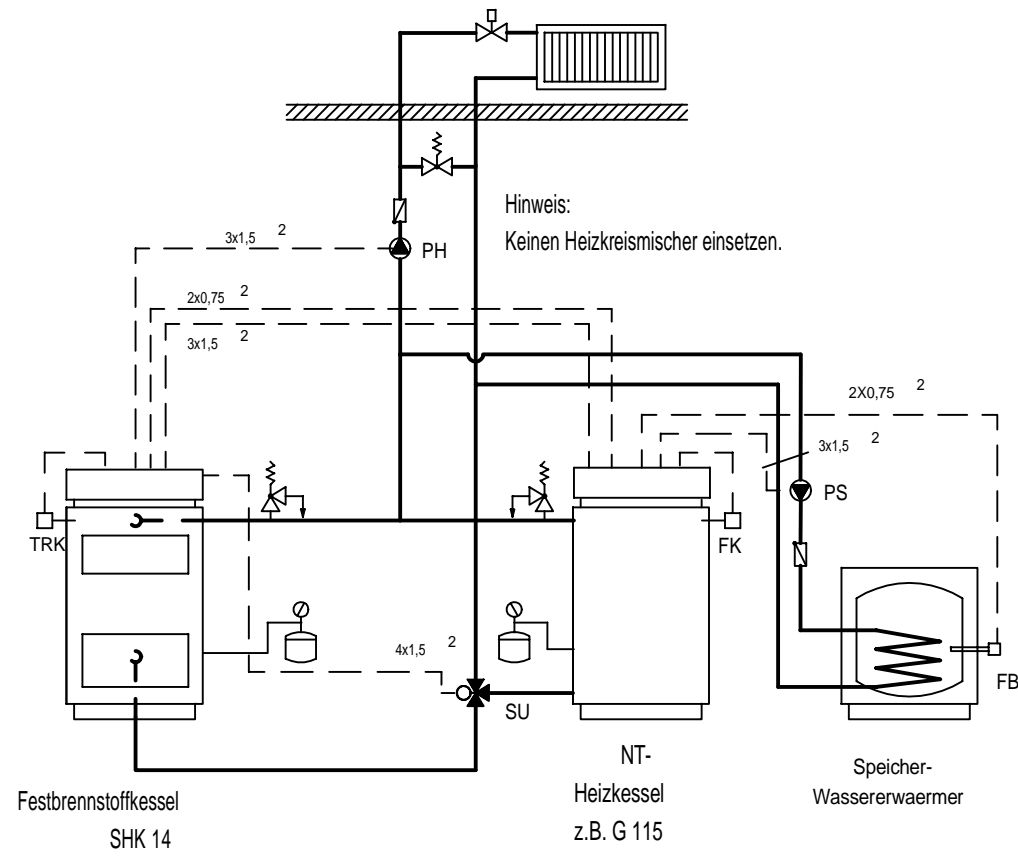 Hinweis:
Keinen Heizkreismischer einsetzen.
3x1,5 2
PH
2x0,75 2
3x1,5 2
2X0,75 2
3x1,5 2
PS
TRK
FK
4x1,5 2
SU
FB
NT-
Heizkessel
z.B. G 115
Speicher-
Wassererwaermer
Festbrennstoffkessel
SHK 14